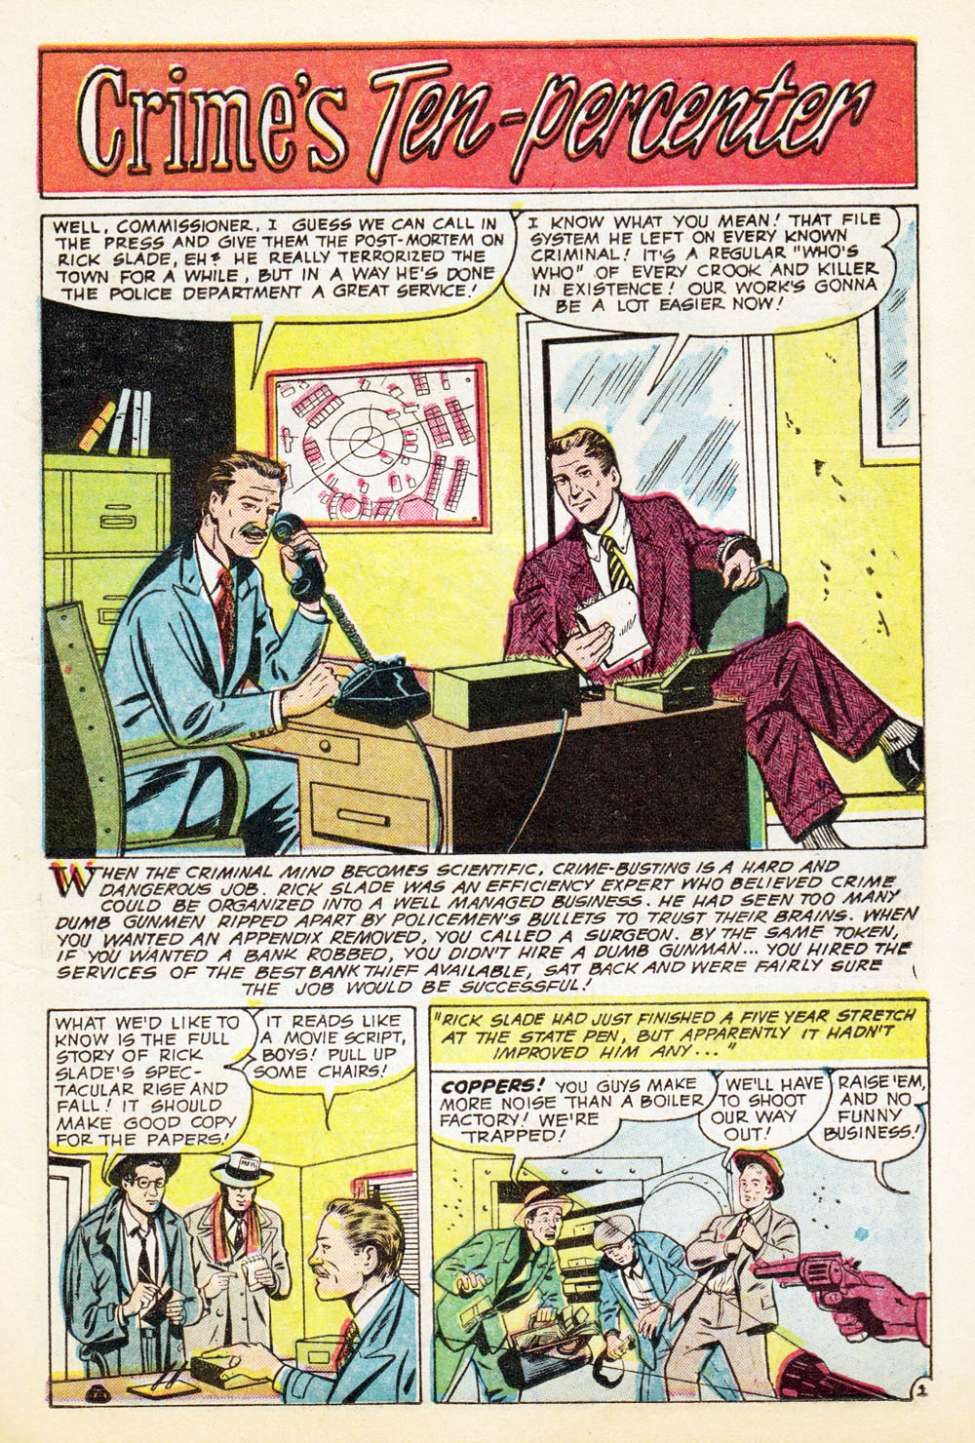 Crime's Ten-percenter
WELL, COMMISSIONER, I GUESS WE CAN CALL IN
THE PRESS AND GIVE THEM THE POST-MORTEM ON
RICK SLADE, EH? HE REALLY TERRORIZED THE
TOWN FOR A WHILE, BUT IN A WAY HE'S DONE
THE POLICE DEPARTMENT A GREAT SERVICE!
I KNOW WHAT YOU MEAN! THAT FILE
SYSTEM HE LEFT ON EVERY KNOWN
CRIMINAL! IT'S A REGULAR "WHO'S
WHO" OF EVERY CROOK AND KILLER
IN EXISTENCE! OUR WORK'S GONNA
BE A LOT EASIER NOW!
WHEN THE CRIMINAL MIND BECOMES SCIENTIFIC, CRIME-BUSTING IS A HARD AND
DANGEROUS JOB. RICK SLADE WAS AN EFFICIENCY EXPERT WHO BELIEVED CRIME
COULD BE ORGANIZED INTO A WELL MANAGED BUSINESS. HE HAD SEEN TOO MANY
DUMB GUNMEN RIPPED APART BY POLICEMEN'S BULLETS TO TRUST THEIR BRAINS. WHEN
YOU WANTED AN APPENDIX REMOVED, YOU CALLED A SURGEON. BY THE SAME TOKEN,
IF YOU WANTED A BANK ROBBED, YOU DIDN'T HIRE A DUMB GUNMAN... YOU HIRED THE
SERVICES OF THE BEST BANK THIEF AVAILABLE, SAT BACK AND WERE FAIRLY SURE
THE JOB WOULD BE SUCCESSFUL!
WHAT WE'D LIKE TO
KNOW IS THE FULL
STORY OF RICK
SLADE'S SPEC-
TACULAR RISE AND
FALL! IT SHOULD
MAKE GOOD COPY
FOR THE PAPERS!
IT READS LIKE
A MOVIE SCRIPT,
BOYS! PULL UP
SOME CHAIRS!
"RICK SLADE HAD JUST FINISHED A FIVE YEAR STRETCH
AT THE STATE PEN, BUT APPARENTLY IT HADN'T
IMPROVED HIM ANY..."
COPPERS! YOU GUYS MAKE
MORE NOISE THAN A BOILER
FACTORY! WE'RE
TRAPPED!
WE'LL HAVE
TO SHOOT
OUR WAY
OUT!
RAISE 'EM,
AND NO
FUNNY
BUSINESS!
1